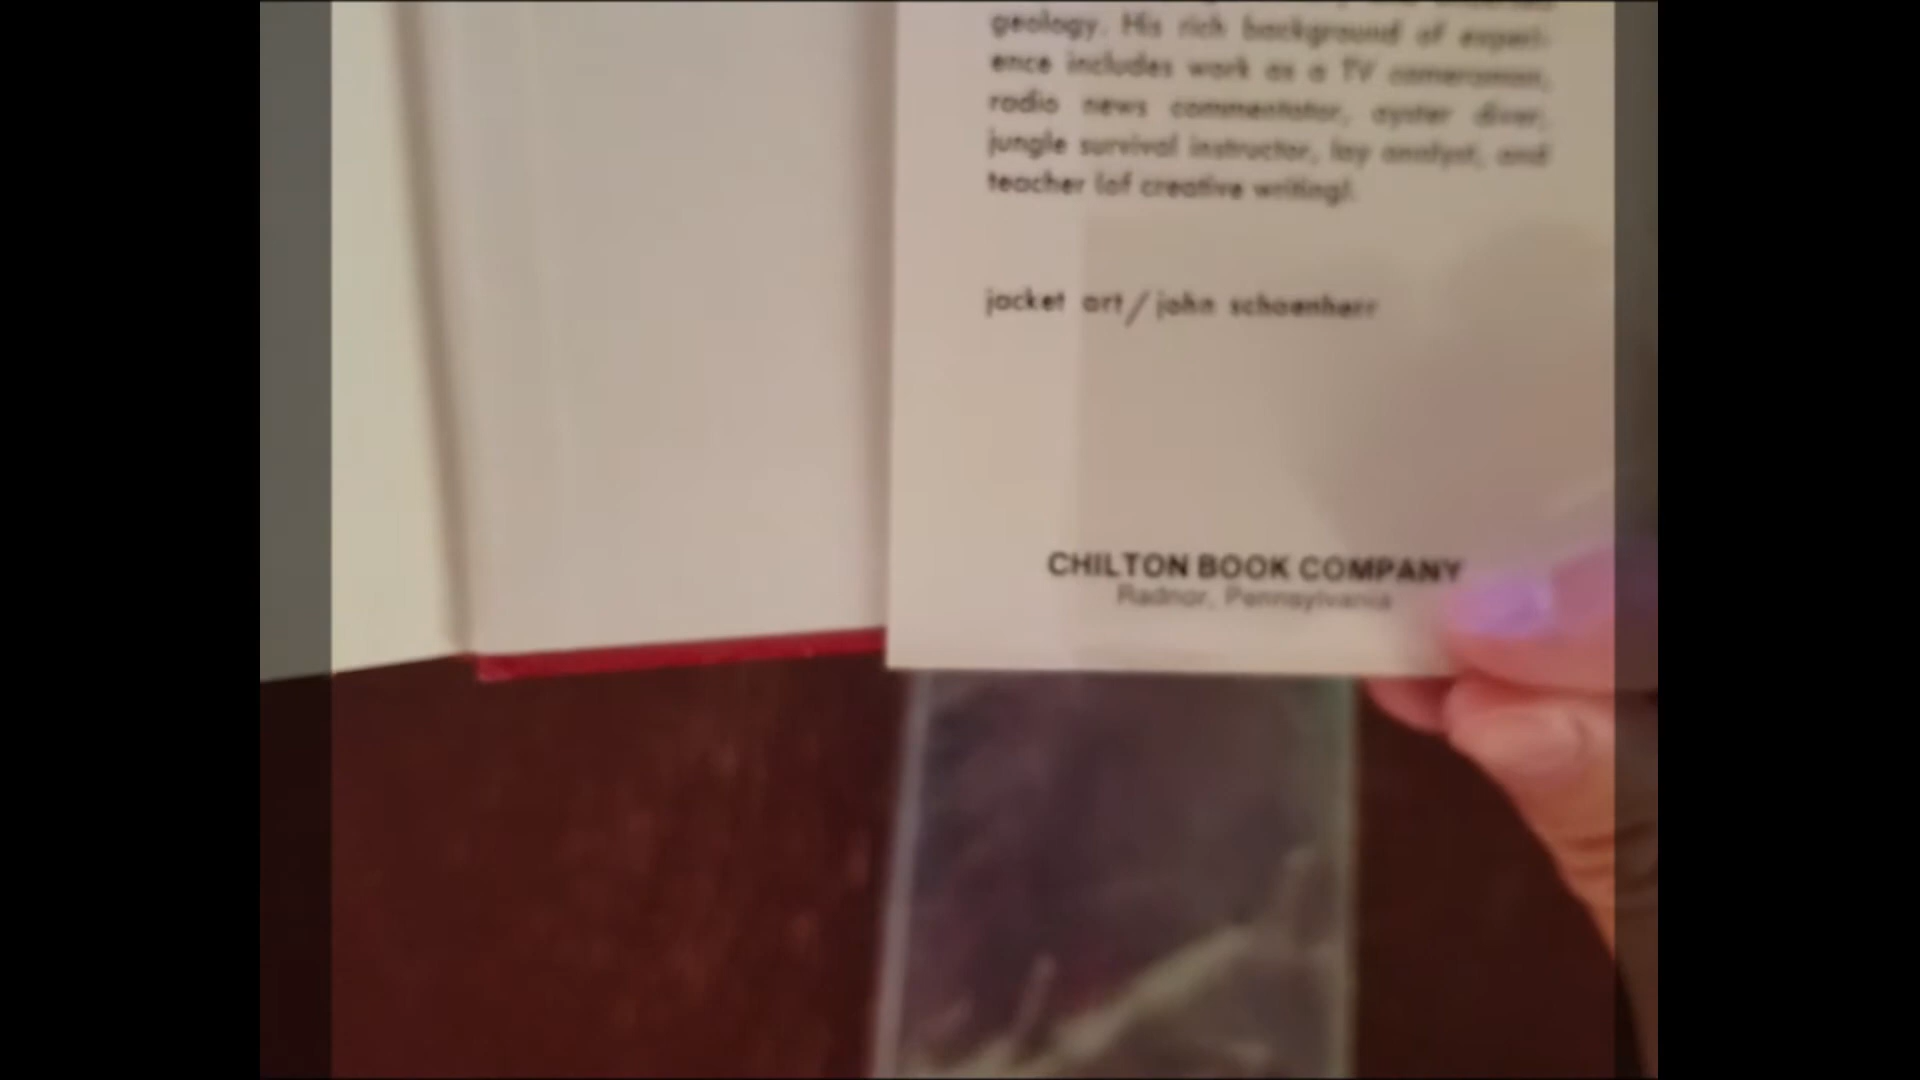 geology. His rich background of experi-
ence includes work as a TV cameraman,
radio news commentator, oyster diver,
jungle survival instructor, lay analyst, and
teacher (of creative writing).
jacket art/john schoenherr
CHILTON BOOK COMPANY
Radnor, Pennsylvania